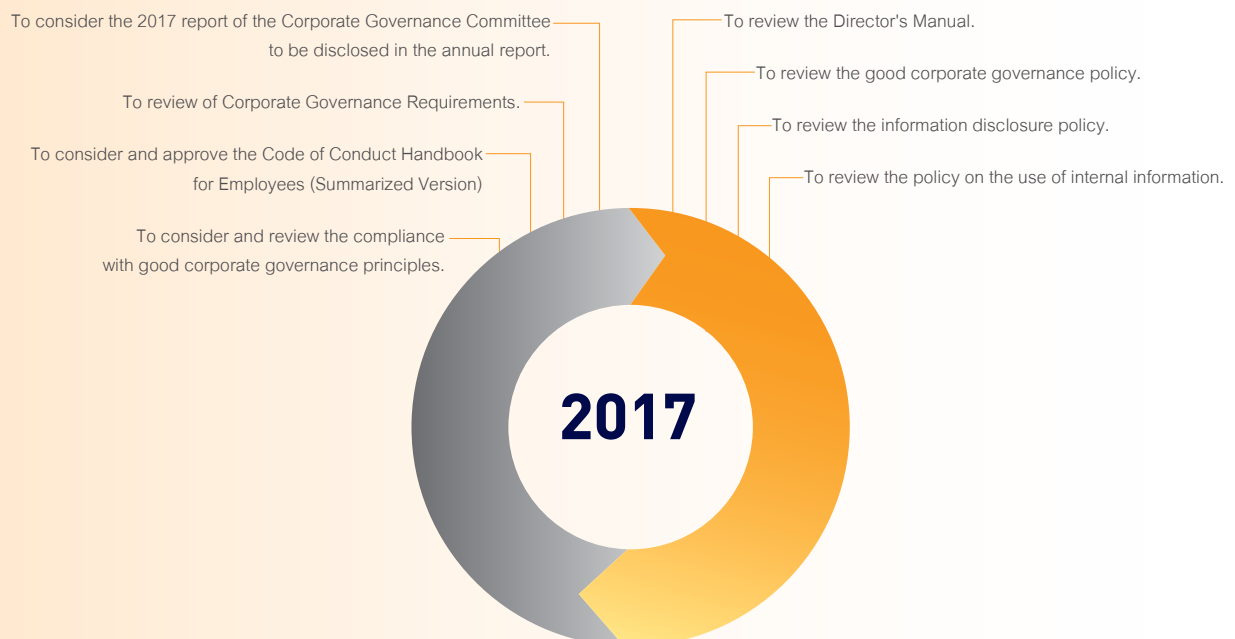 To consider the 2017 report of the Corporate Governance Committee
to be disclosed in the annual report.
To review of Corporate Governance Requirements.
To consider and approve the Code of Conduct Handbook
for Employees (Summarized Version)
To consider and review the compliance
with good corporate governance principles.
To review the Director's Manual.
To review the good corporate governance policy.
To review the information disclosure policy.
To review the policy on the use of internal information.
2017